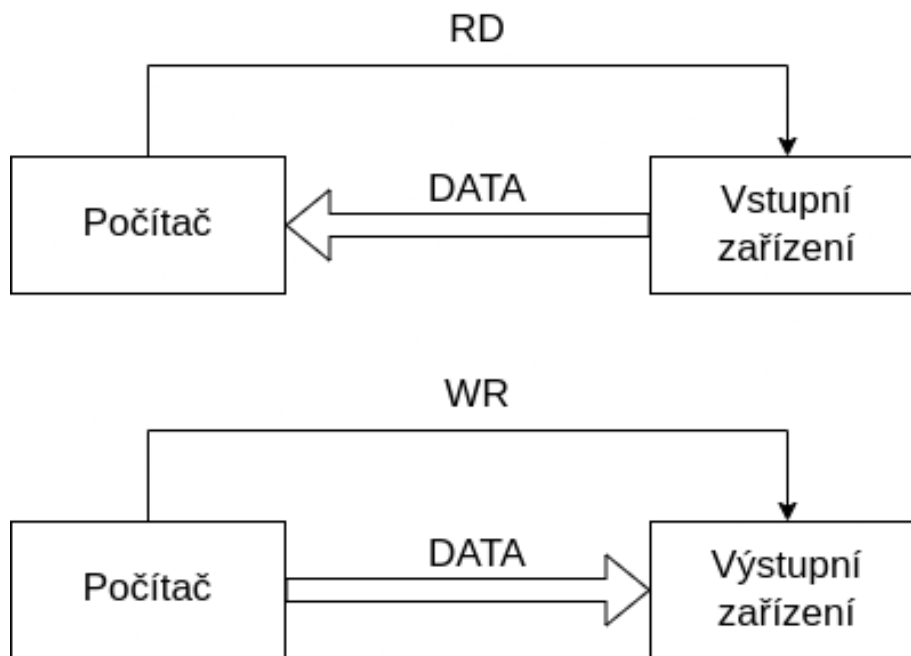 RD
Počítač
DATA
Vstupní
zařízení
WR
Počítač
DATA
Výstupní
zařízení